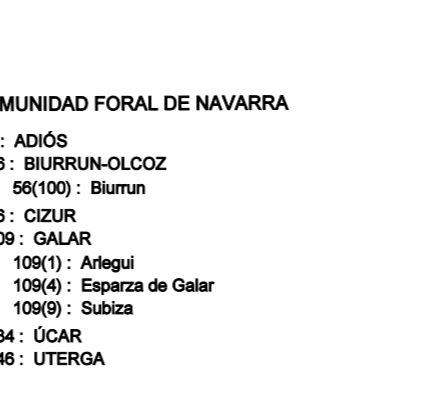 MUNIDAD FORAL DE NAVARRA
: ADIÓS
6 : BIURRUN-OLCOZ
56(100) : Biurrun
6 : CIZUR
09 : GALAR
109(1) : Arlegui
109(4) : Esparza de Galar
109(9) : Subiza
34 : ÚCAR
46 : UTERGA